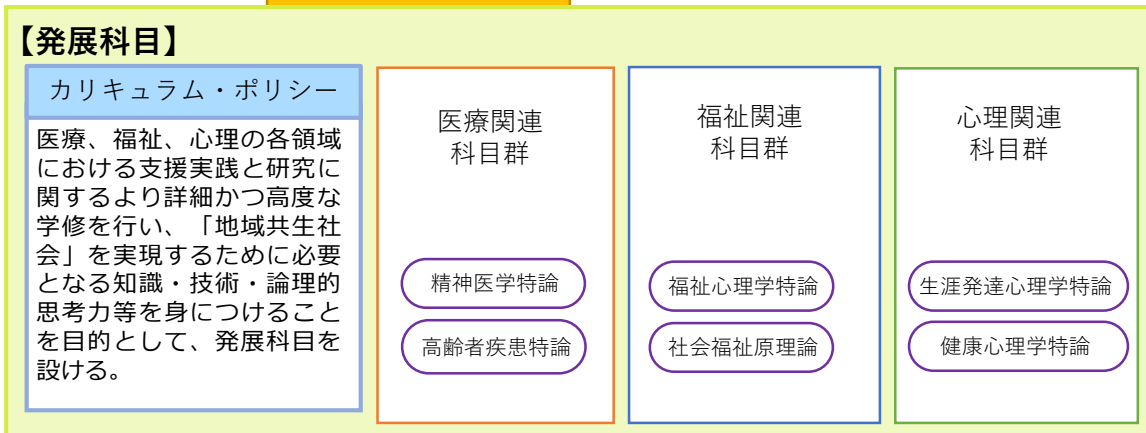 【発展科目】
カリキュラム・ポリシー
医療、福祉、心理の各領域
における支援実践と研究に
関するより詳細かつ高度な
学修を行い、「地域共生社
会」を実現するために必要
となる知識・技術・論理的
思考力等を身につけること
を目的として、発展科目を
設ける。
医療関連
科目群
精神医学特論
高齢者疾患特論
福祉関連
科目群
福祉心理学特論
社会福祉原理論
心理関連
科目群
生涯発達心理学特論
健康心理学特論